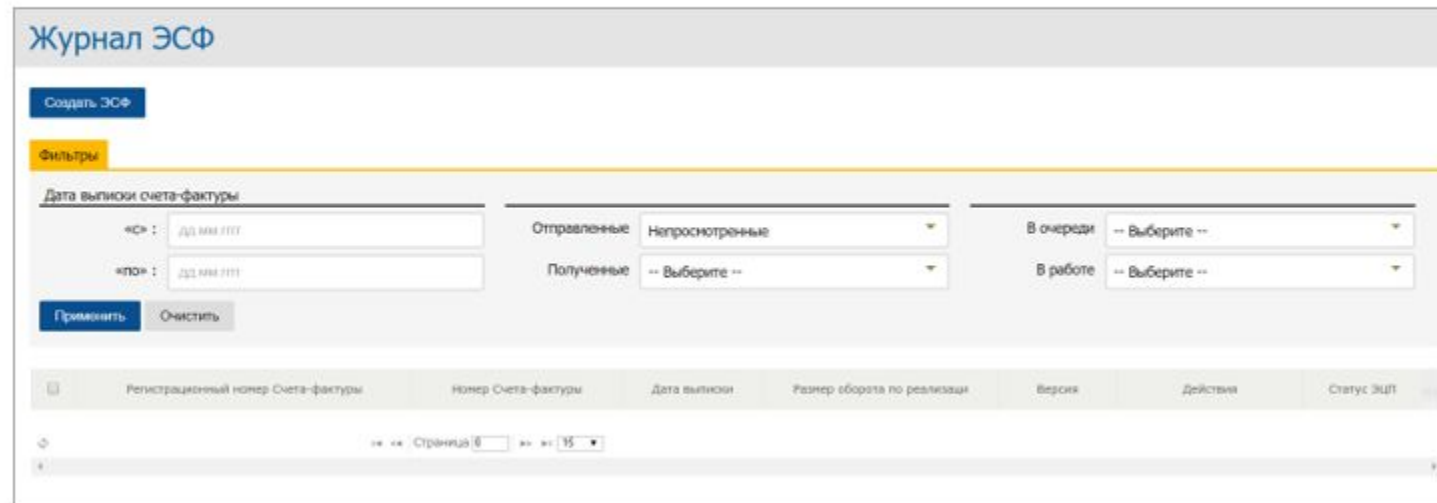 Журнал ЭСФ
Создать ЭСФ
Фильтры
Дата выписки счета-фактуры
«с» : дд.мм.гггг Отправленные Непросмотренные В очереди -- Выберите --
«по» : дд.мм.гггг Полученные -- Выберите -- В работе -- Выберите --
Применить Очистить
Регистрационный номер Счета-фактуры Номер Счета-фактуры Дата выписки Размер оборота по реализаци Версия Действия Статус ЭЦП
Страница 0 15